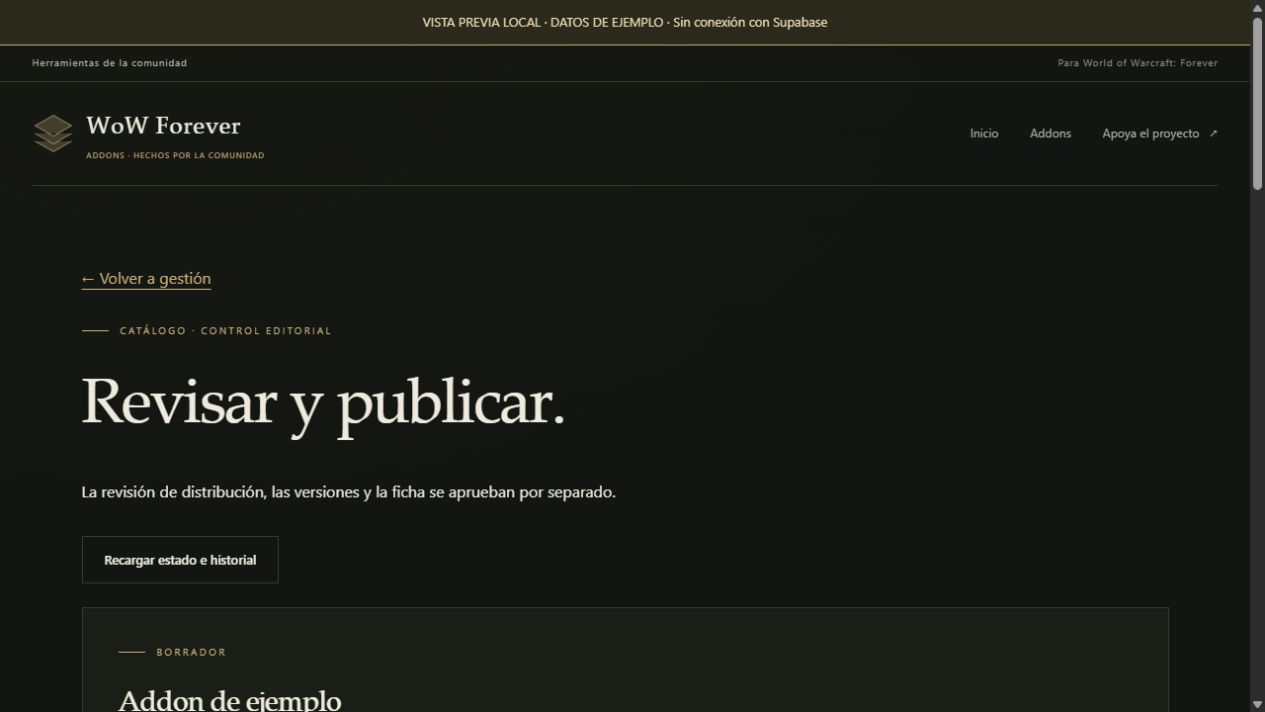 VISTA PREVIA LOCAL · DATOS DE EJEMPLO · Sin conexión con Supabase
Herramientas de la comunidad
Para World of Warcraft: Forever
WoW Forever
ADDONS · HECHOS POR LA COMUNIDAD
Inicio
Addons
Apoya el proyecto ↗
← Volver a gestión
CATÁLOGO · CONTROL EDITORIAL
Revisar y publicar.
La revisión de distribución, las versiones y la ficha se aprueban por separado.
Recargar estado e historial
BORRADOR
Addon de ejemplo